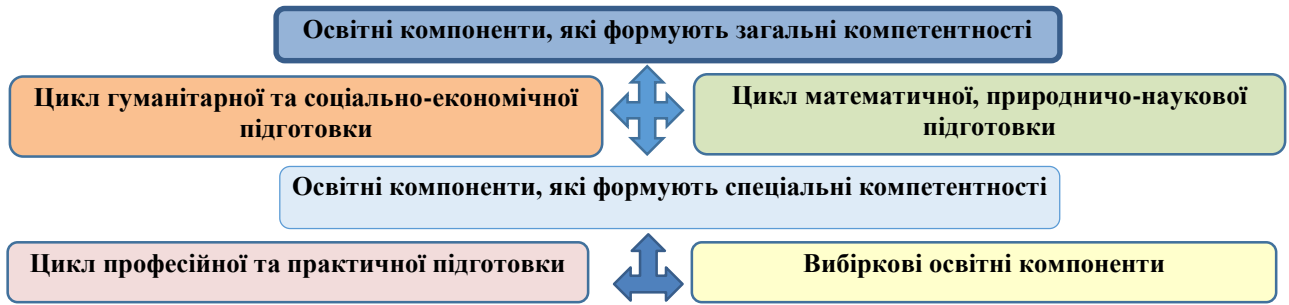 Освітні компоненти, які формують загальні компетентності
Цикл гуманітарної та соціально-економічної
підготовки
Цикл математичної, природничо-наукової
підготовки
Освітні компоненти, які формують спеціальні компетентності
Цикл професійної та практичної підготовки
Вибіркові освітні компоненти